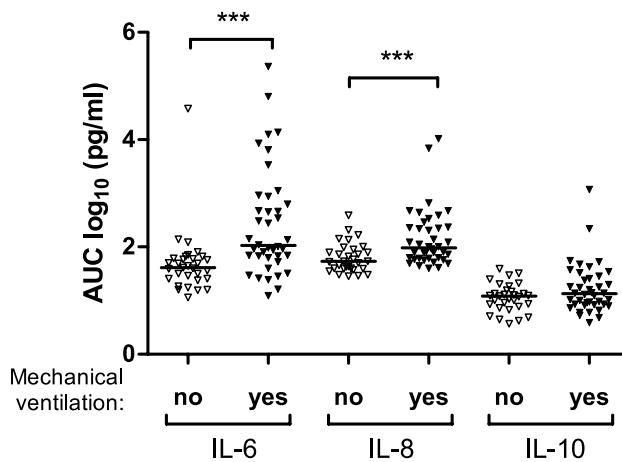 ***
***
6
4
2
0
AUC log10 (pg/ml)
Mechanical
ventilation:
no yes no yes no yes
IL-6 IL-8 IL-10